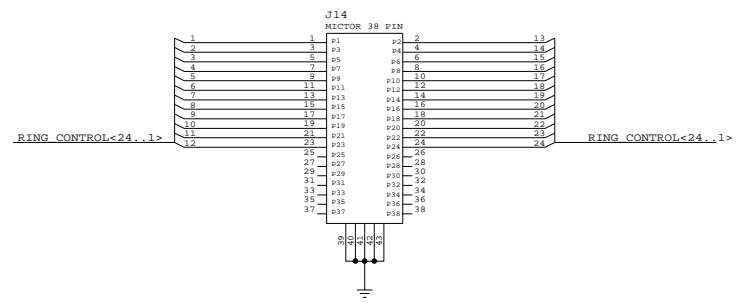 J14
MICTOR 38 PIN
1 1 P1 P2 2 13
2 3 P3 P4 4 14
3 5 P5 P6 6 15
4 7 P7 P8 8 16
5 9 P9 P10 10 17
6 11 P11 P12 12 18
7 13 P13 P14 14 19
8 15 P15 P16 16 20
9 17 P17 P18 18 21
10 19 P19 P20 20 22
11 21 P21 P22 22 23
RING_CONTROL<24..1> 12 23 P23 P24 24 24 RING_CONTROL<24..1>
25 P25 P26 26
27 P27 P28 28
29 P29 P30 30
31 P31 P32 32
33 P33 P34 34
35 P35 P36 36
37 P37 P38 38
39 40 41 42 43